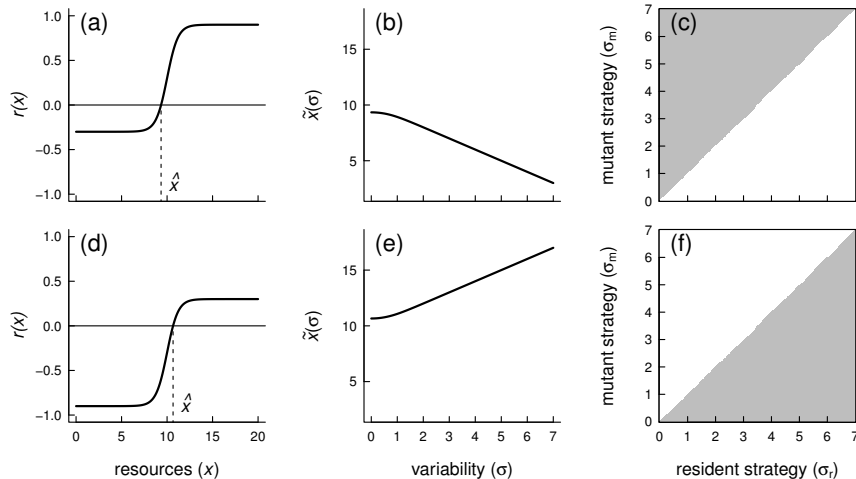 (a)
r(x)
1.0
0.5
0.0
−0.5
−1.0
x̂
(b)
x̃(σ)
15
10
5
(c)
mutant strategy (σm)
7
6
5
4
3
2
1
0
(d)
r(x)
1.0
0.5
0.0
−0.5
−1.0
x̂
0 5 10 15 20
resources (x)
(e)
x̃(σ)
15
10
5
0 1 2 3 4 5 6 7
variability (σ)
(f)
mutant strategy (σm)
7
6
5
4
3
2
1
0
0 1 2 3 4 5 6 7
resident strategy (σr)